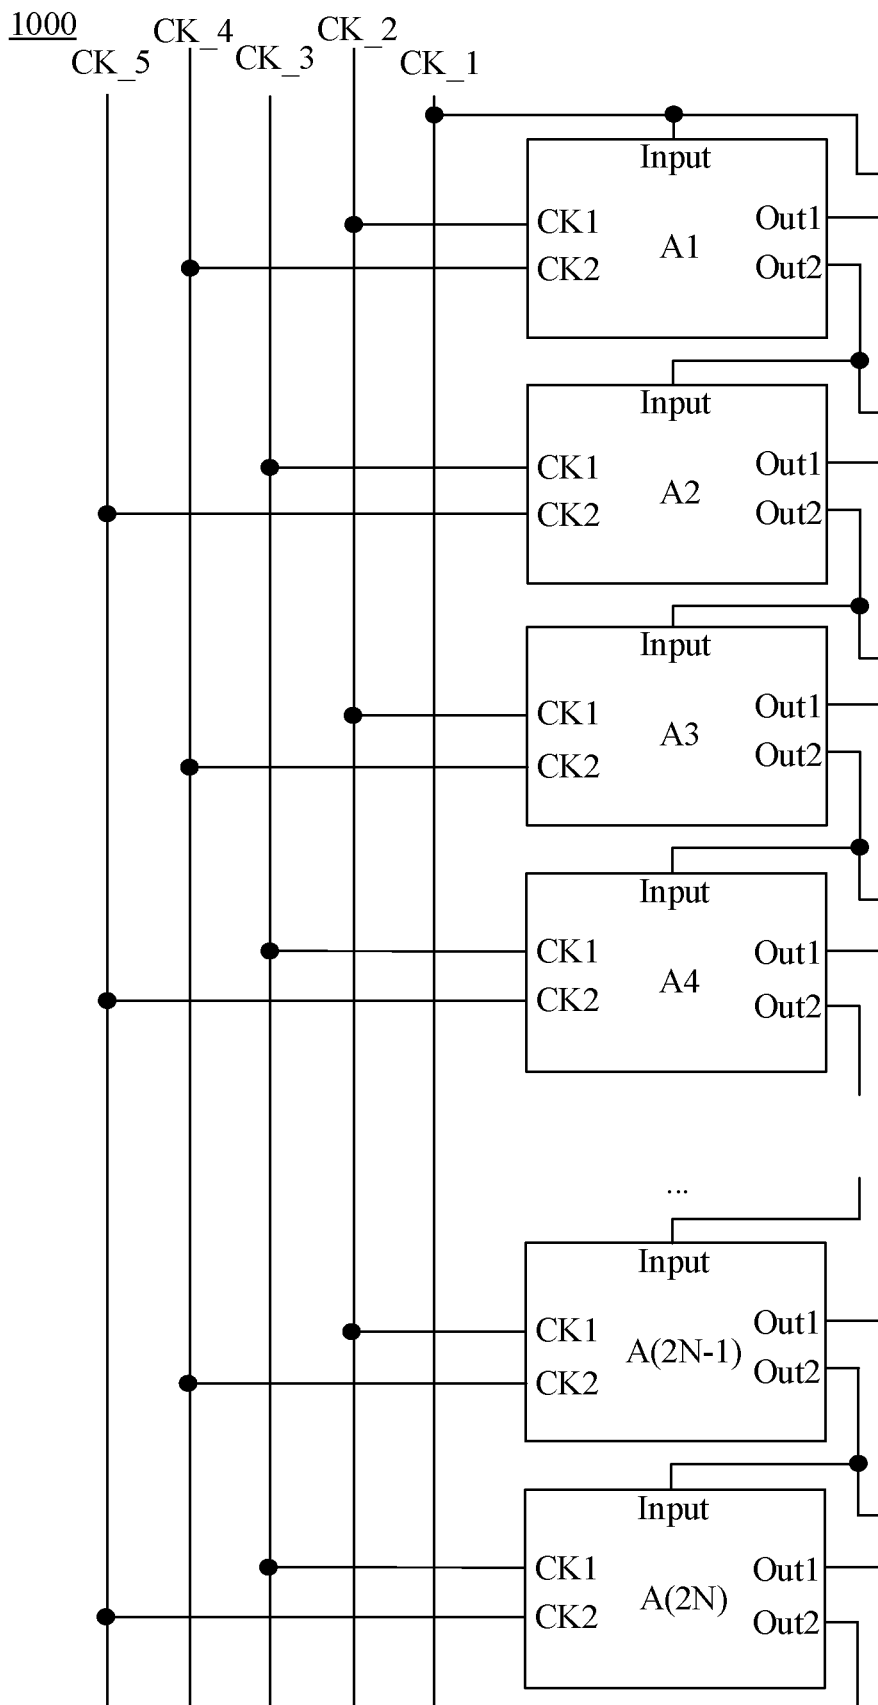 1000
CK_5
CK_4
CK_3
CK_2
CK_1
Input
CK1
CK2
A1
Out1
Out2
Input
CK1
CK2
A2
Out1
Out2
Input
CK1
CK2
A3
Out1
Out2
Input
CK1
CK2
A4
Out1
Out2
...
Input
CK1
CK2
A(2N-1)
Out1
Out2
Input
CK1
CK2
A(2N)
Out1
Out2